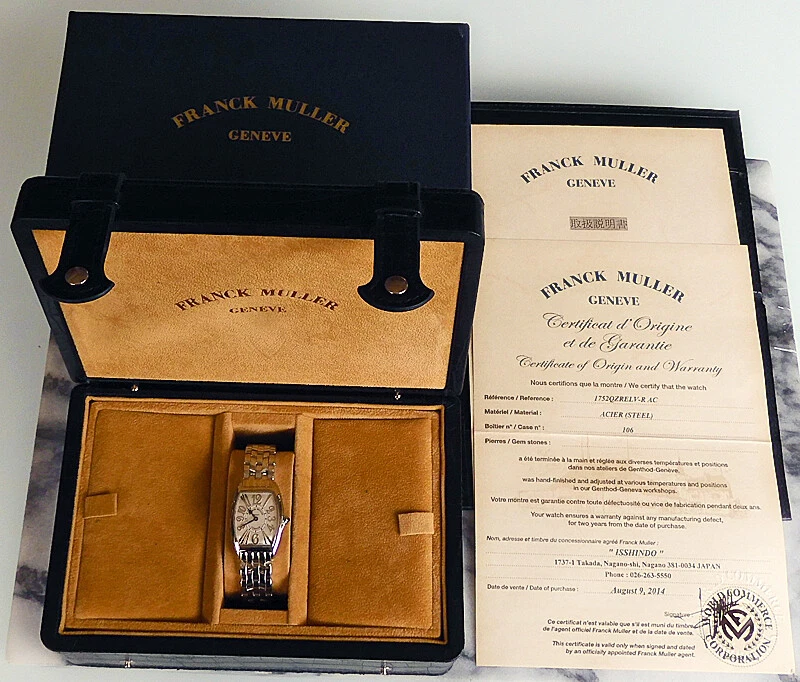 FRANCK MULLER
GENEVE
FRANCK MULLER
GENEVE
FRANCK MULLER
GENEVE
取扱説明書
FRANCK MULLER
GENEVE
Certificat d'Origine
et de Garantie
Certificate of Origin and Warranty
Nous certifions que la montre / We certify that the watch
Référence / Reference : 1752QZRELV-R AC
Matériel / Material : ACIER (STEEL)
Boîtier n° / Case n° : 106
Pierres / Gem stones :
a été terminée à la main et réglée aux diverses températures et positions
dans nos ateliers de Genthod-Genève.
was hand-finished and adjusted at various temperatures and positions
in our Genthod-Geneva workshops.
Votre montre est garantie contre toute défectuosité ou vice de fabrication pendant deux ans.
Your watch ensures a warranty against any manufacturing defect,
for two years from the date of purchase.
Nom, adresse et timbre du concessionnaire agréé Franck Muller :
" ISSHINDO "
1737-1 Takada, Nagano-shi, Nagano 381-0034 JAPAN
Phone : 026-263-5550
Date de vente / Date of purchase : August 9, 2014
Signature :
Ce certificat n'est valable que s'il est muni du timbre
de l'agent officiel Franck Muller et de la date de vente.
This certificate is valid only when signed and dated
by an officially appointed Franck Muller agent.
WORLD COMMERCE
CORPORATION